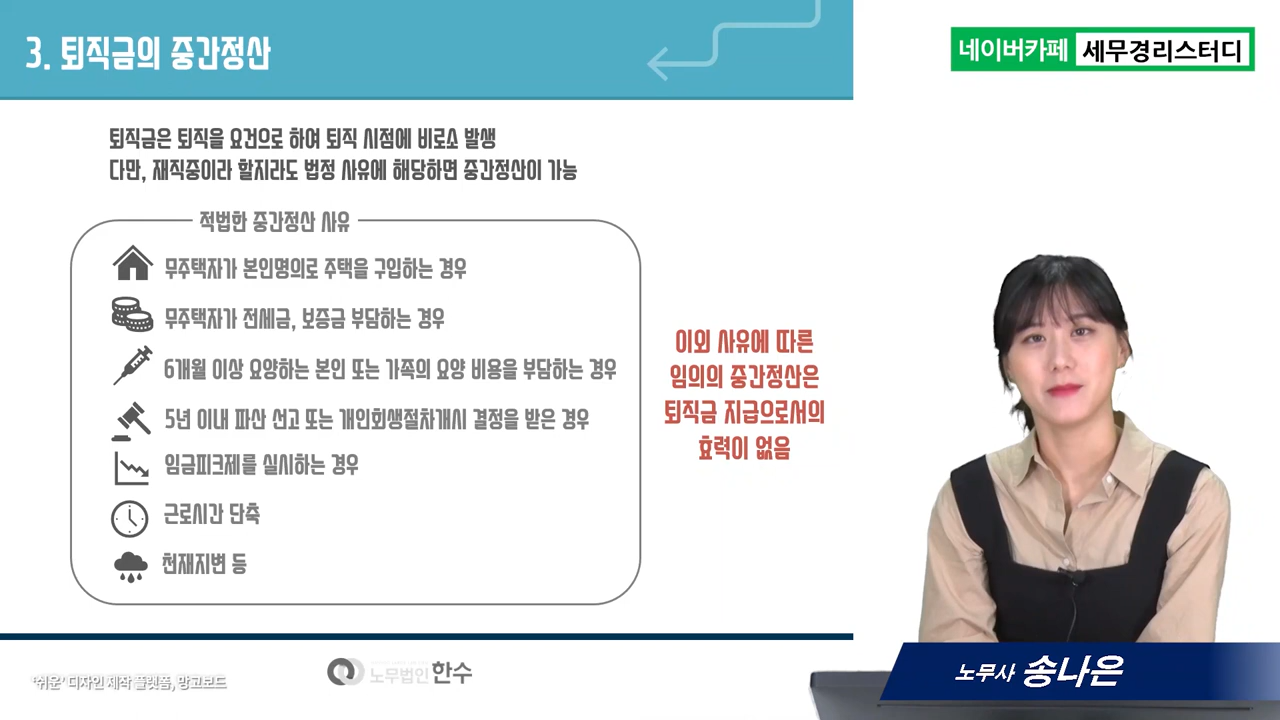 3. 퇴직금의 중간정산
네이버카페 세무경리스터디
퇴직금은 퇴직을 요건으로 하여 퇴직 시점에 비로소 발생
다만, 재직중이라 할지라도 법정 사유에 해당하면 중간정산이 가능
적법한 중간정산 사유
무주택자가 본인명의로 주택을 구입하는 경우
무주택자가 전세금, 보증금 부담하는 경우
6개월 이상 요양하는 본인 또는 가족의 요양 비용을 부담하는 경우
5년 이내 파산 선고 또는 개인회생절차개시 결정을 받은 경우
임금피크제를 실시하는 경우
근로시간 단축
천재지변 등
이외 사유에 따른
임의의 중간정산은
퇴직금 지급으로서의
효력이 없음
노무사 송나은
노무법인 한수
'쉬운' 디자인 제작 플랫폼, 망고보드